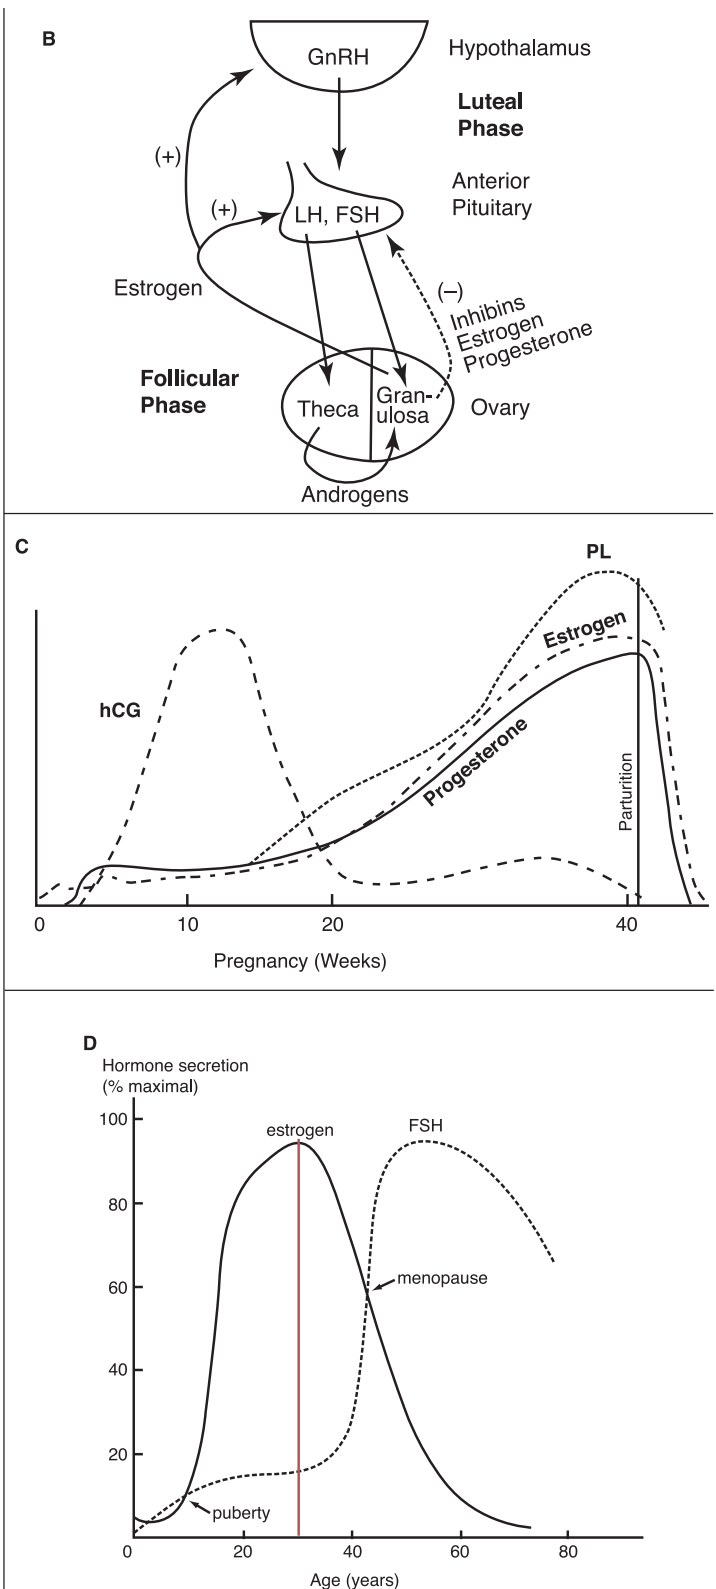 B
GnRH
Hypothalamus
Luteal
Phase
(+)
Anterior
Pituitary
(+)
LH, FSH
Estrogen
(–)
Inhibins
Estrogen
Progesterone
Follicular
Phase
Theca
Gran-
ulosa
Ovary
Androgens
C
PL
Estrogen
hCG
Progesterone
Parturition
0
10
20
40
Pregnancy (Weeks)
D
Hormone secretion
(% maximal)
100
estrogen
FSH
80
60
menopause
40
20
puberty
0
20
40
60
80
Age (years)